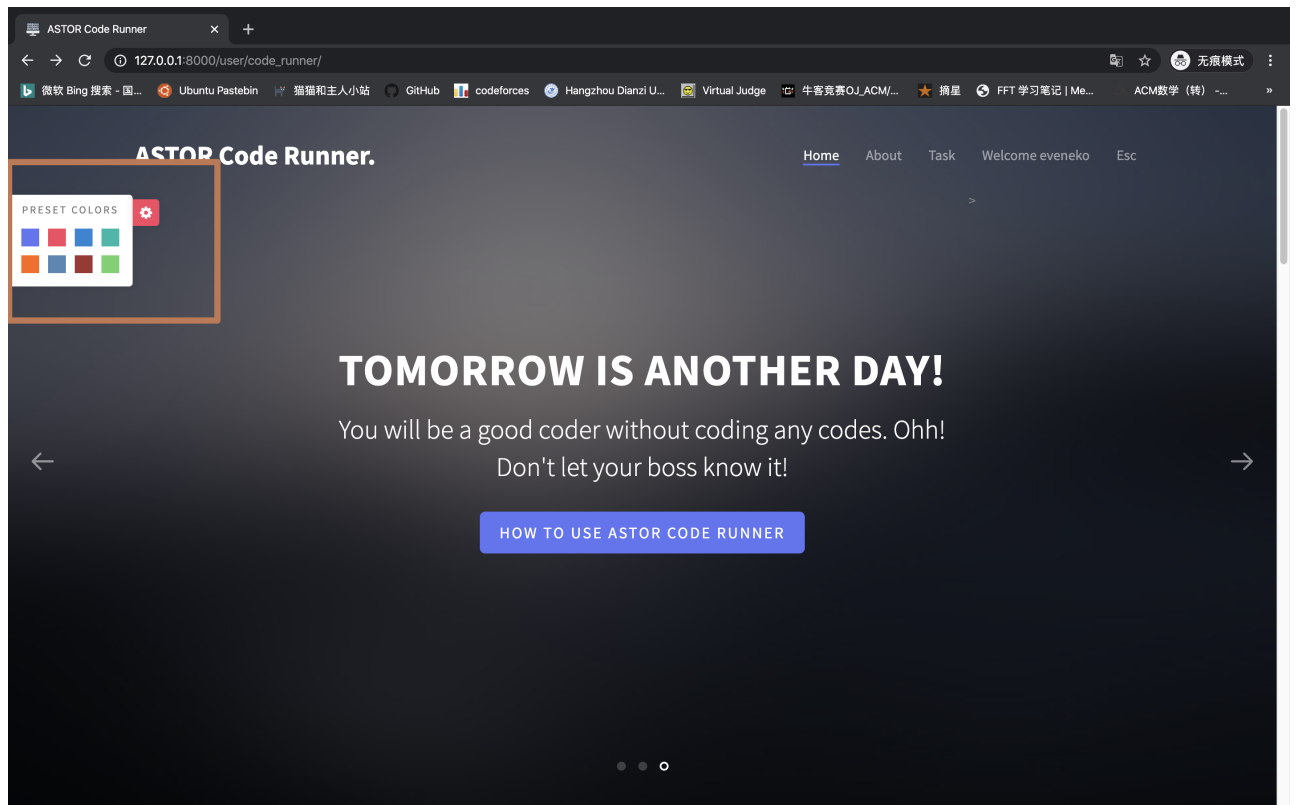 ASTOR Code Runner
127.0.0.1:8000/user/code_runner/
无痕模式
微软 Bing 搜索 - 国... Ubuntu Pastebin 猫猫和主人小站 GitHub codeforces Hangzhou Dianzi U... Virtual Judge 牛客竞赛OJ_ACM/... 摘星 FFT 学习笔记 | Me... ACM数学（转） -... »
ASTOR Code Runner.
Home About Task Welcome eveneko Esc
>
PRESET COLORS
TOMORROW IS ANOTHER DAY!
You will be a good coder without coding any codes. Ohh!
Don't let your boss know it!
HOW TO USE ASTOR CODE RUNNER